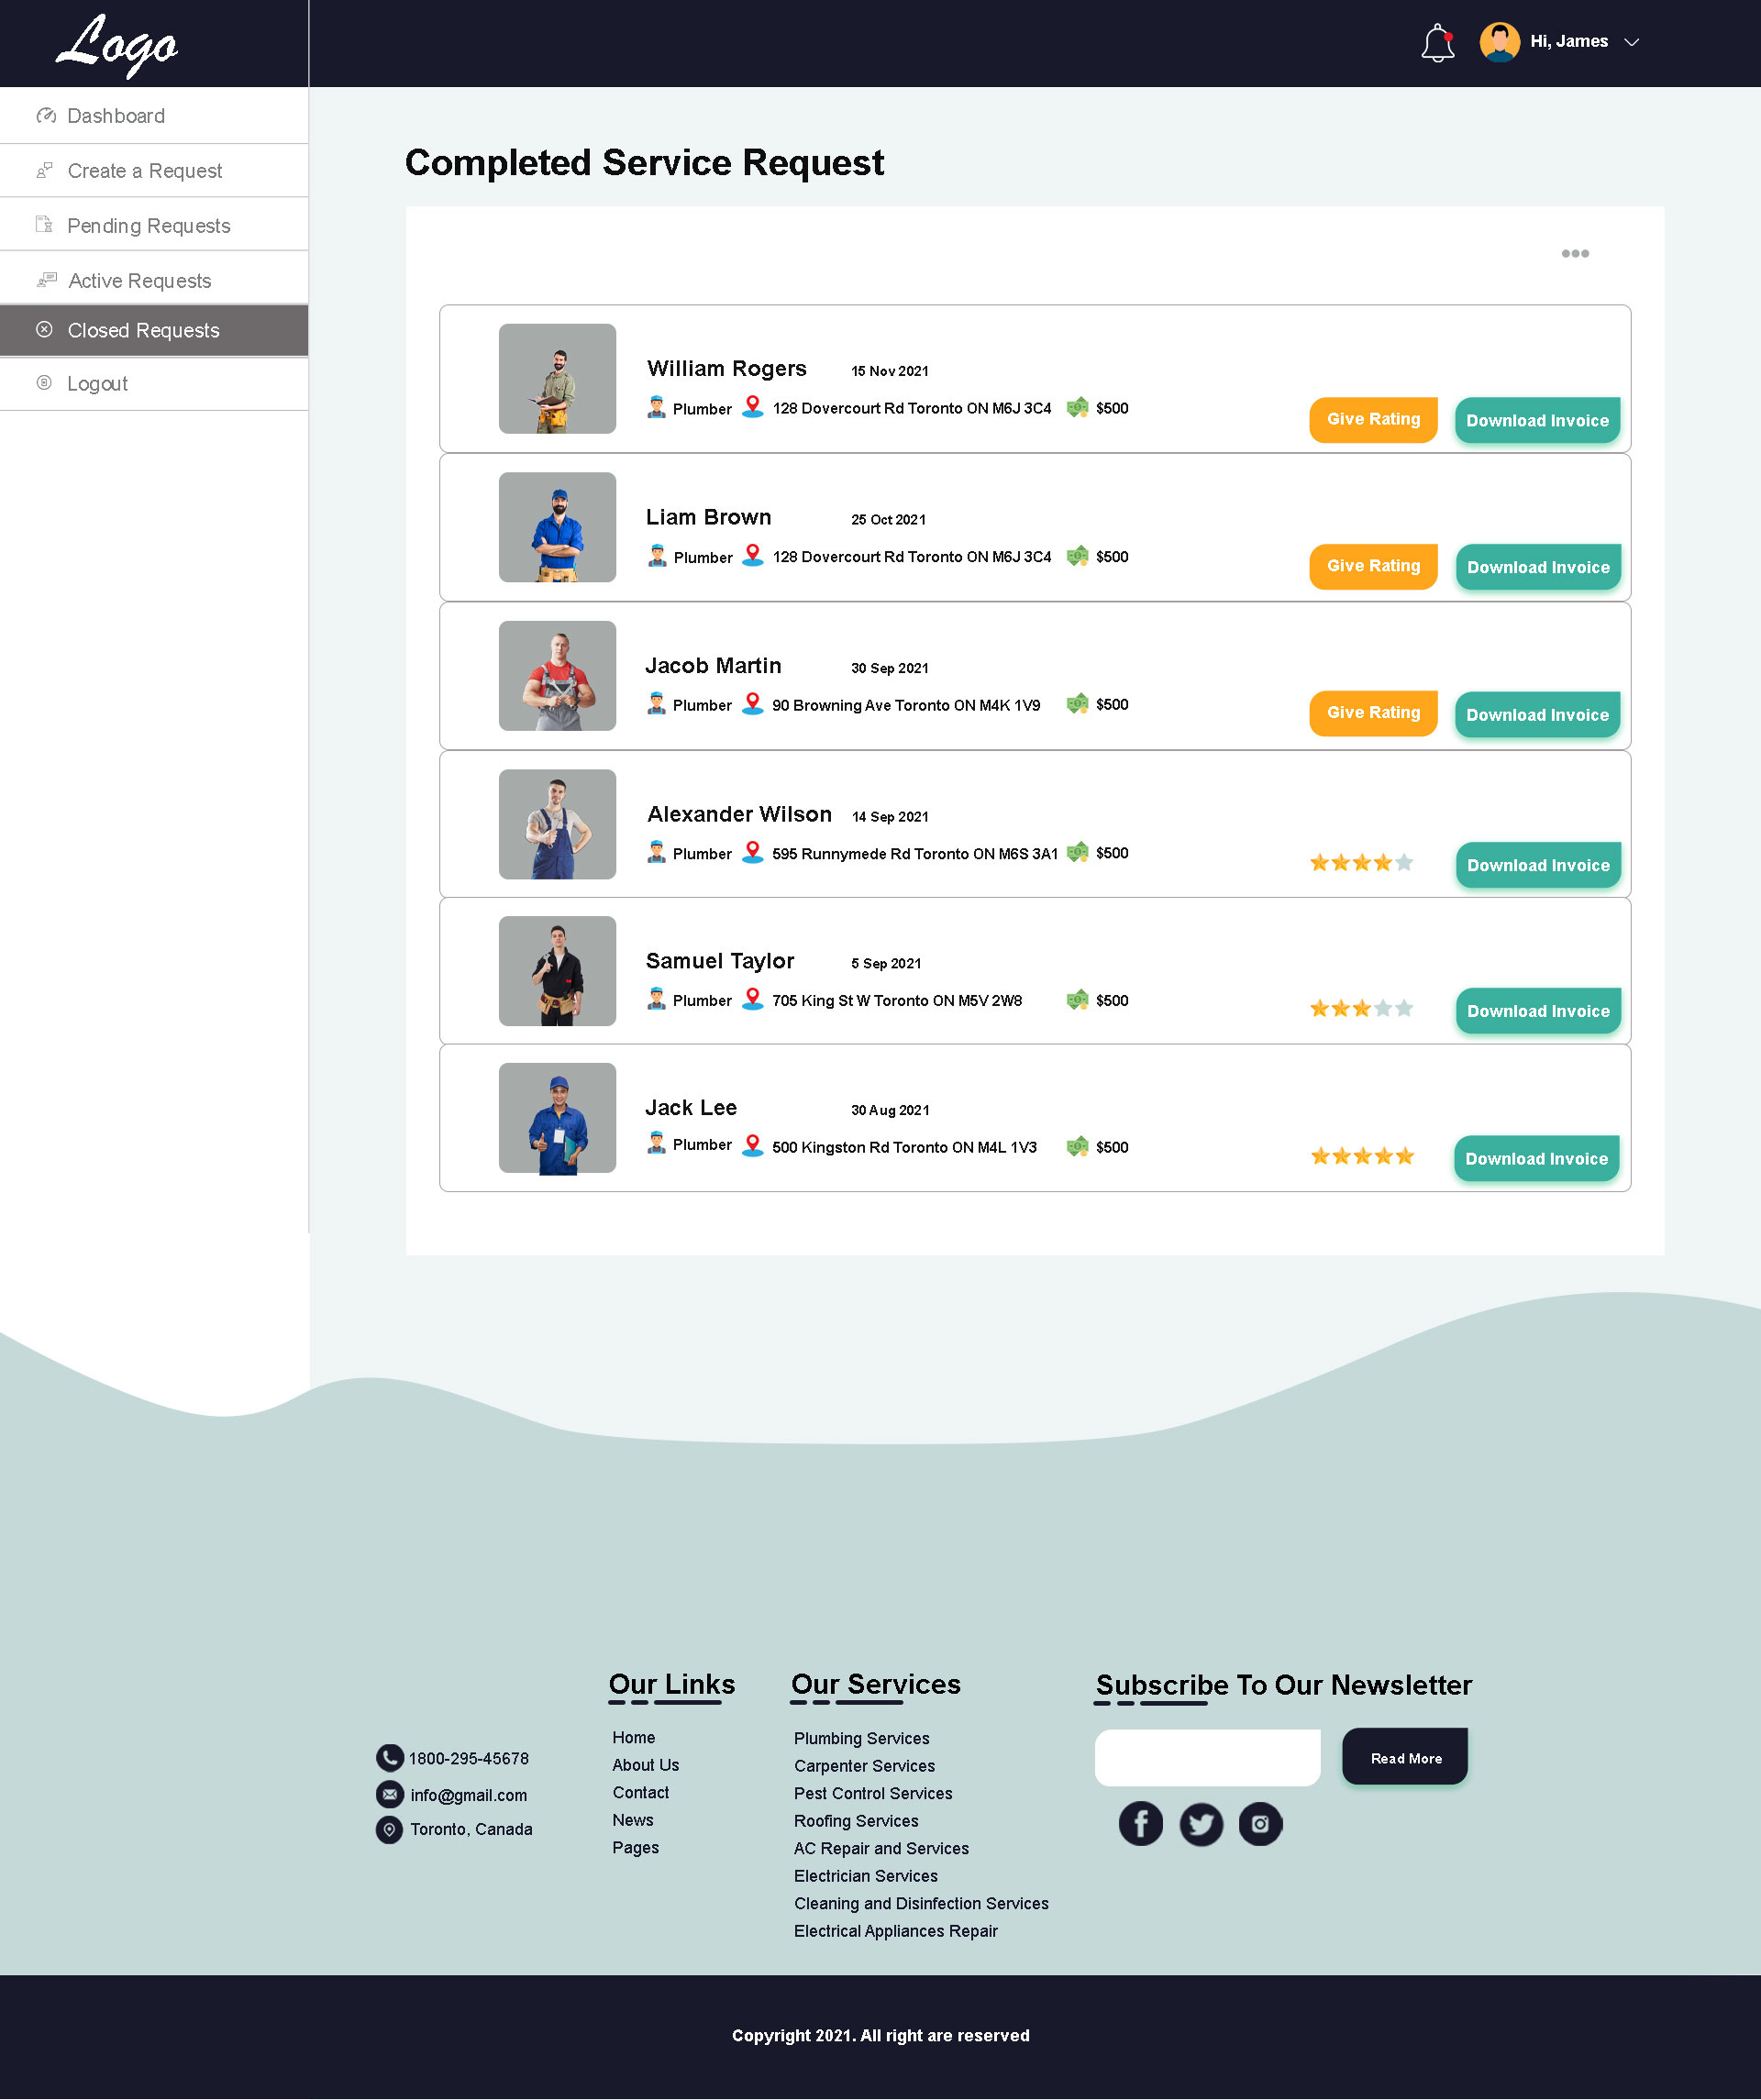 Logo
Hi, James
Dashboard
Create a Request
Pending Requests
Active Requests
Closed Requests
Logout
Completed Service Request
William Rogers 15 Nov 2021
Plumber 128 Dovercourt Rd Toronto ON M6J 3C4 $500
Give Rating Download Invoice
Liam Brown 25 Oct 2021
Plumber 128 Dovercourt Rd Toronto ON M6J 3C4 $500
Give Rating Download Invoice
Jacob Martin 30 Sep 2021
Plumber 90 Browning Ave Toronto ON M4K 1V9 $500
Give Rating Download Invoice
Alexander Wilson 14 Sep 2021
Plumber 595 Runnymede Rd Toronto ON M6S 3A1 $500
Download Invoice
Samuel Taylor 5 Sep 2021
Plumber 705 King St W Toronto ON M5V 2W8 $500
Download Invoice
Jack Lee 30 Aug 2021
Plumber 500 Kingston Rd Toronto ON M4L 1V3 $500
Download Invoice
1800-295-45678
info@gmail.com
Toronto, Canada
Our Links
Home
About Us
Contact
News
Pages
Our Services
Plumbing Services
Carpenter Services
Pest Control Services
Roofing Services
AC Repair and Services
Electrician Services
Cleaning and Disinfection Services
Electrical Appliances Repair
Subscribe To Our Newsletter
Read More
Copyright 2021. All right are reserved